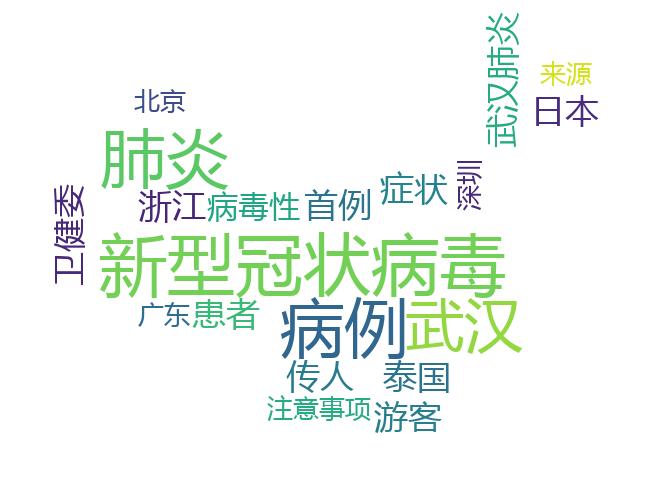 武汉肺炎
来源
北京
日本
肺炎
深圳
症状
卫健委
浙江
病毒性
首例
新型冠状病毒
广东
患者
病例
武汉
传人
泰国
注意事项
游客